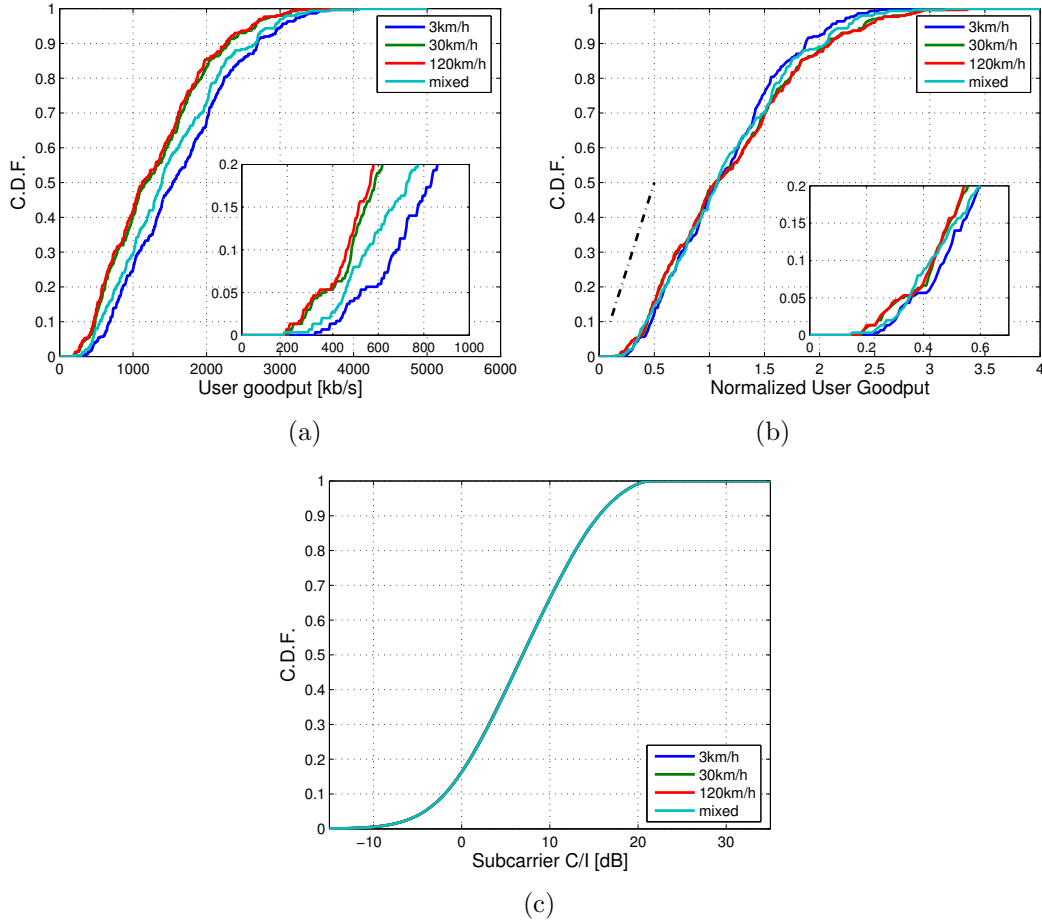 1
0.9
0.8
0.7
0.6
0.5
0.4
0.3
0.2
0.1
0
C.D.F.
0 1000 2000 3000 4000 5000 6000
User goodput [kb/s]
3km/h
30km/h
120km/h
mixed
0.2
0.15
0.1
0.05
0
0 200 400 600 800 1000
(a)
1
0.9
0.8
0.7
0.6
0.5
0.4
0.3
0.2
0.1
0
C.D.F.
0 0.5 1 1.5 2 2.5 3 3.5 4
Normalized User Goodput
3km/h
30km/h
120km/h
mixed
0.2
0.15
0.1
0.05
0
0 0.2 0.4 0.6
(b)
1
0.9
0.8
0.7
0.6
0.5
0.4
0.3
0.2
0.1
0
C.D.F.
−10 0 10 20 30
Subcarrier C/I [dB]
3km/h
30km/h
120km/h
mixed
(c)